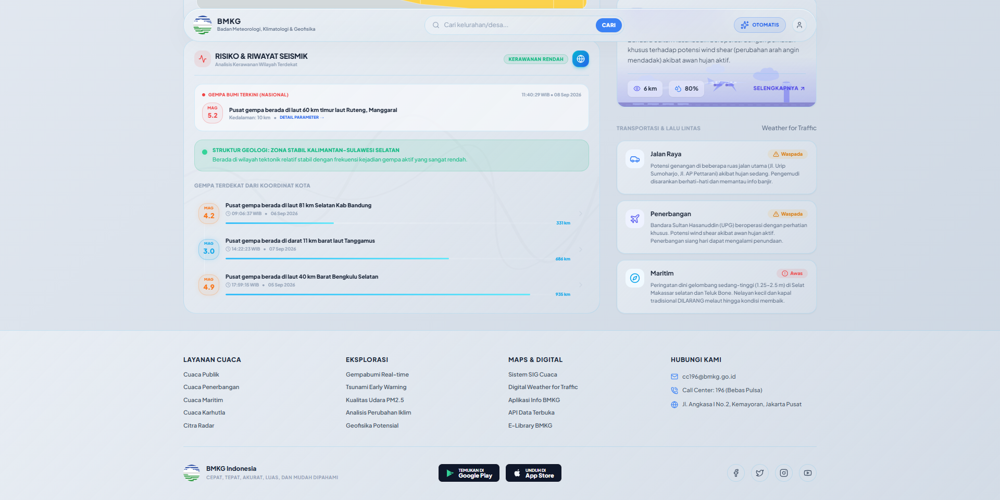 BMKG
Badan Meteorologi, Klimatologi & Geofisika
Cari kelurahan/desa...
CARI
OTOMATIS
RISIKO & RIWAYAT SEISMIK
Analisis Kerawanan Wilayah Terdekat
KERAWANAN RENDAH
GEMPA BUMI TERKINI (NASIONAL)
11:40:29 WIB • 08 Sep 2026
MAG
5.2
Pusat gempa berada di laut 60 km timur laut Ruteng, Manggarai
Kedalaman: 10 km • DETAIL PARAMETER →
STRUKTUR GEOLOGI: ZONA STABIL KALIMANTAN-SULAWESI SELATAN
Berada di wilayah tektonik relatif stabil dengan frekuensi kejadian gempa aktif yang sangat rendah.
GEMPA TERDEKAT DARI KOORDINAT KOTA
MAG
4.2
Pusat gempa berada di laut 81 km Selatan Kab Bandung
09:06:37 WIB • 06 Sep 2026
331 km
MAG
3.0
Pusat gempa berada di darat 11 km barat laut Tanggamus
14:22:23 WIB • 07 Sep 2026
686 km
MAG
4.9
Pusat gempa berada di laut 40 km Barat Bengkulu Selatan
17:59:15 WIB • 05 Sep 2026
935 km
Bandara Sultan Hasanuddin beroperasi dengan perhatian
khusus terhadap potensi wind shear (perubahan arah angin
mendadak) akibat awan hujan aktif.
6 km
80%
SELENGKAPNYA
TRANSPORTASI & LALU LINTAS
Weather for Traffic
Jalan Raya
Waspada
Potensi genangan di beberapa ruas jalan utama (Jl. Urip
Sumoharjo, Jl. AP Pettarani) akibat hujan sedang. Pengemudi
disarankan berhati-hati dan memantau info banjir.
Penerbangan
Waspada
Bandara Sultan Hasanuddin (UPG) beroperasi dengan perhatian
khusus. Potensi wind shear akibat awan hujan aktif.
Penerbangan siang hari dapat mengalami penundaan.
Maritim
Awas
Peringatan dini gelombang sedang-tinggi (1.25-2.5 m) di Selat
Makassar selatan dan Teluk Bone. Nelayan kecil dan kapal
tradisional DILARANG melaut hingga kondisi membaik.
LAYANAN CUACA
Cuaca Publik
Cuaca Penerbangan
Cuaca Maritim
Cuaca Karhutla
Citra Radar
EKSPLORASI
Gempabumi Real-time
Tsunami Early Warning
Kualitas Udara PM2.5
Analisis Perubahan Iklim
Geofisika Potensial
MAPS & DIGITAL
Sistem SIG Cuaca
Digital Weather for Traffic
Aplikasi Info BMKG
API Data Terbuka
E-Library BMKG
HUBUNGI KAMI
cc196@bmkg.go.id
Call Center: 196 (Bebas Pulsa)
Jl. Angkasa I No.2, Kemayoran, Jakarta Pusat
BMKG Indonesia
CEPAT, TEPAT, AKURAT, LUAS, DAN MUDAH DIPAHAMI
TEMUKAN DI
Google Play
UNDUH DI
App Store